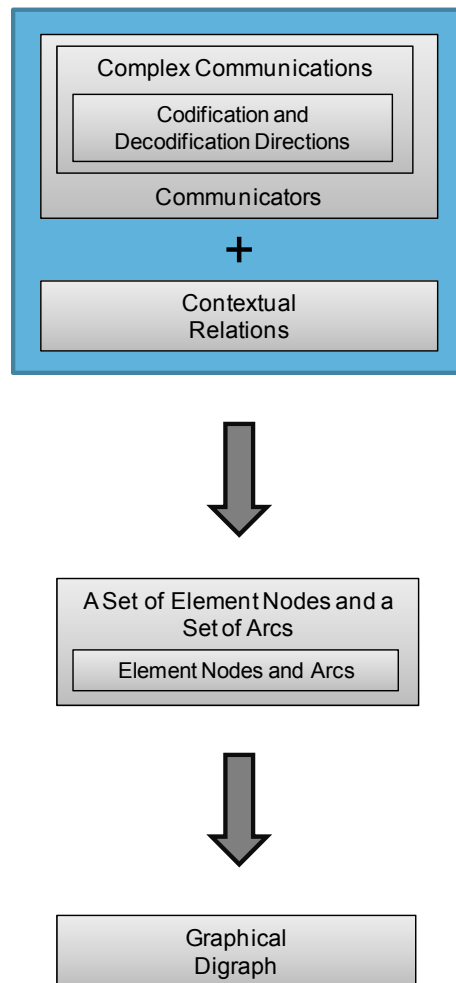 Complex Communications
Codification and
Decodification Directions
Communicators
+
Contextual
Relations
A Set of Element Nodes and a
Set of Arcs
Element Nodes and Arcs
Graphical
Digraph